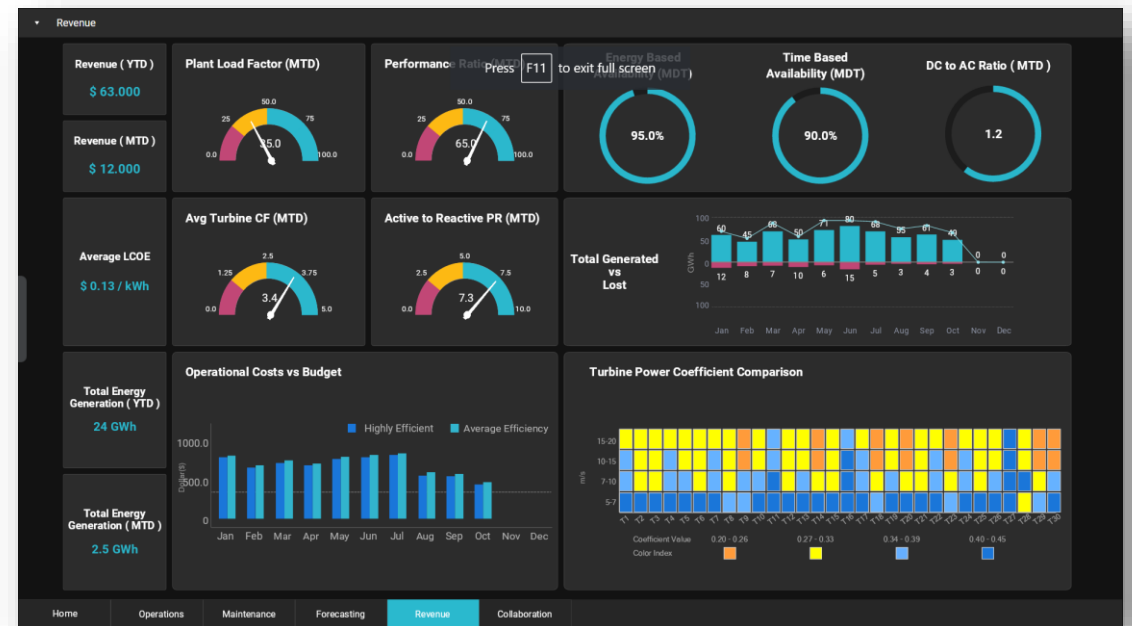 Revenue
Revenue ( YTD )
$ 63.000
Revenue ( MTD )
$ 12.000
Plant Load Factor (MTD)
0.0
25
50.0
75
100.0
35.0
Performance Ratio (MTD)
0.0
25
50.0
75
100.0
65.0
Press F11 to exit full screen
Energy Based
Availability (MDT)
95.0%
Time Based
Availability (MDT)
90.0%
DC to AC Ratio ( MTD )
1.2
Average LCOE
$ 0.13 / kWh
Avg Turbine CF (MTD)
0.0
1.25
2.5
3.75
5.0
3.4
Active to Reactive PR (MTD)
0.0
2.5
5.0
7.5
10.0
7.3
Total Generated
vs
Lost
GWh
100
50
0
50
100
60 45 68 50 71 80 68 55 61 49 0 0
12 8 7 10 6 15 5 3 4 3 0 0
Jan Feb Mar Apr May Jun Jul Aug Sep Oct Nov Dec
Total Energy
Generation ( YTD )
24 GWh
Total Energy
Generation ( MTD )
2.5 GWh
Operational Costs vs Budget
Highly Efficient Average Efficiency
Dollar($)
1000.0
500.0
0
Jan Feb Mar Apr May Jun Jul Aug Sep Oct Nov Dec
Turbine Power Coefficient Comparison
m/s
15-20
10-15
7-10
5-7
T1 T2 T3 T4 T5 T6 T7 T8 T9 T10 T11 T12 T13 T14 T15 T16 T17 T18 T19 T20 T21 T22 T23 T24 T25 T26 T27 T28 T29 T30
Coefficient Value 0.20 - 0.26 0.27 - 0.33 0.34 - 0.39 0.40 - 0.45
Color Index
Home Operations Maintenance Forecasting Revenue Collaboration